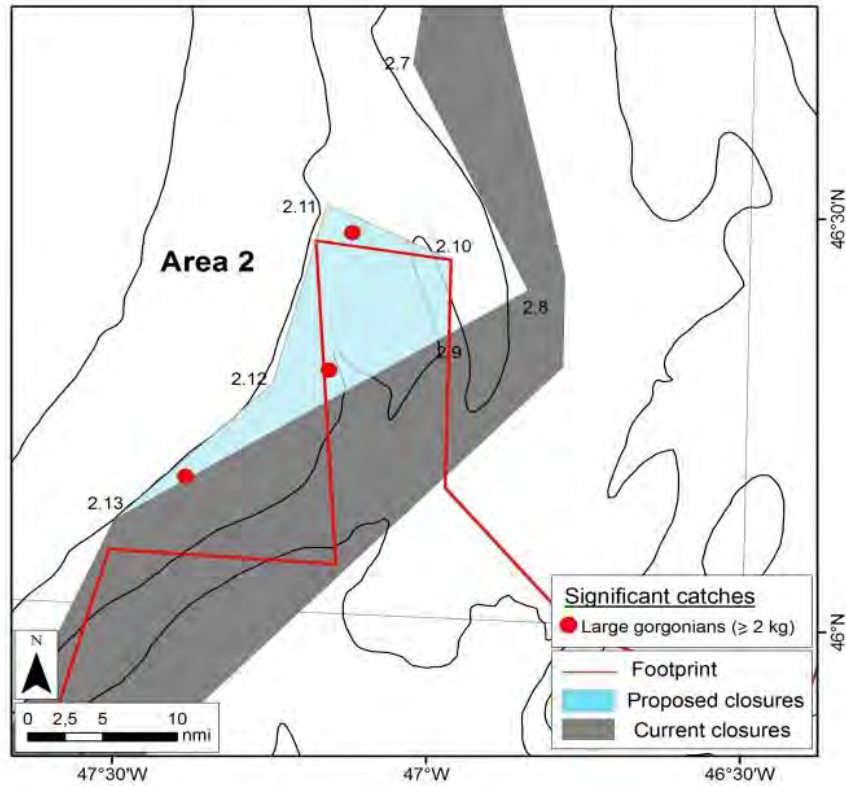 2.7
46°30'N
2.11
2.10
Area 2
2,8
2.9
2.12
2.13
Significant catches
Large gorgonians (≥ 2 kg)
46°N
N
Footprint
Proposed closures
Current closures
0 2,5 5 10
nmi
47°30'W
47°W
46°30'W